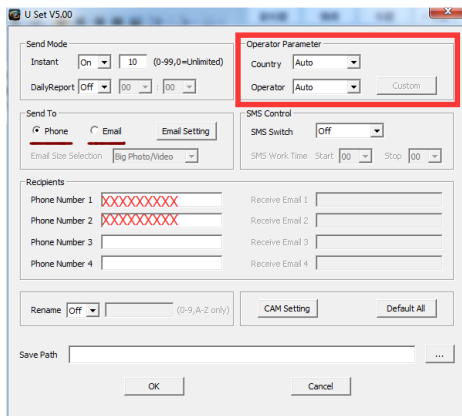 U Set V5.00
Send Mode
Instant On 10 (0-99,0=Unlimited)
DailyReport Off 00 : 00
Operator Parameter
Country Auto
Operator Auto Custom
Send To
Phone Email Email Setting
Email Size Selection Big Photo/Video
SMS Control
SMS Switch Off
SMS Work Time Start 00 Stop 00
Recipients
Phone Number 1 XXXXXXXXX
Phone Number 2 XXXXXXXXX
Phone Number 3
Phone Number 4
Receive Email 1
Receive Email 2
Receive Email 3
Receive Email 4
Rename Off (0-9,A-Z only)
CAM Setting Default All
Save Path ...
OK Cancel